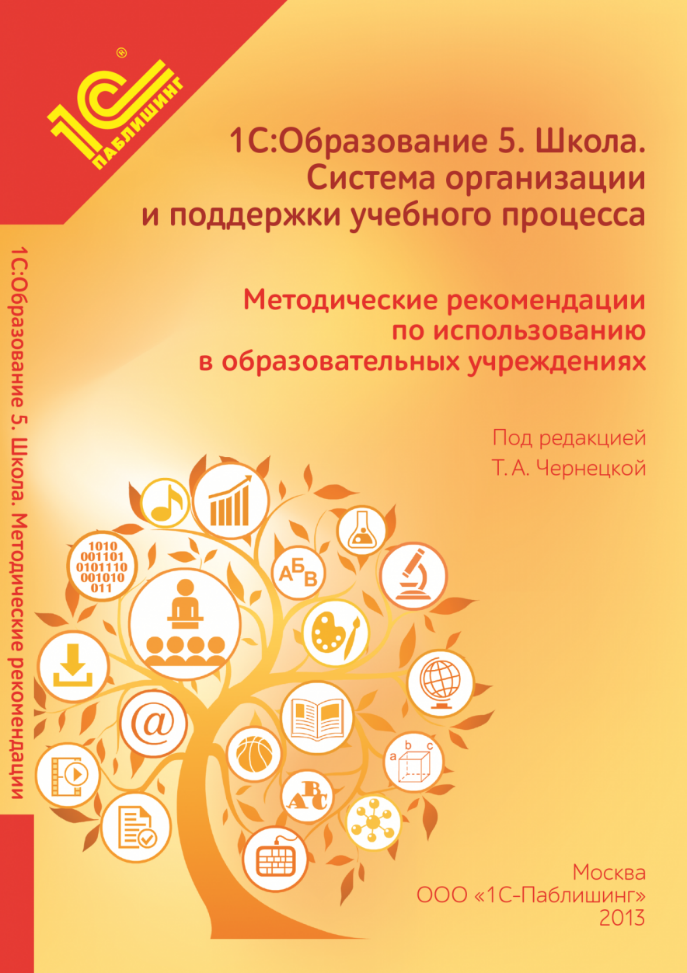 1С
®
ПАБЛИШИНГ
1С:Образование 5. Школа.
Система организации
и поддержки учебного процесса
Методические рекомендации
по использованию
в образовательных учреждениях
Под редакцией
Т. А. Чернецкой
1С:Образование 5. Школа. Методические рекомендации
1010
001101
0101110
001010
011
АБВ
@
a b c
ABC
Москва
ООО «1С-Паблишинг»
2013